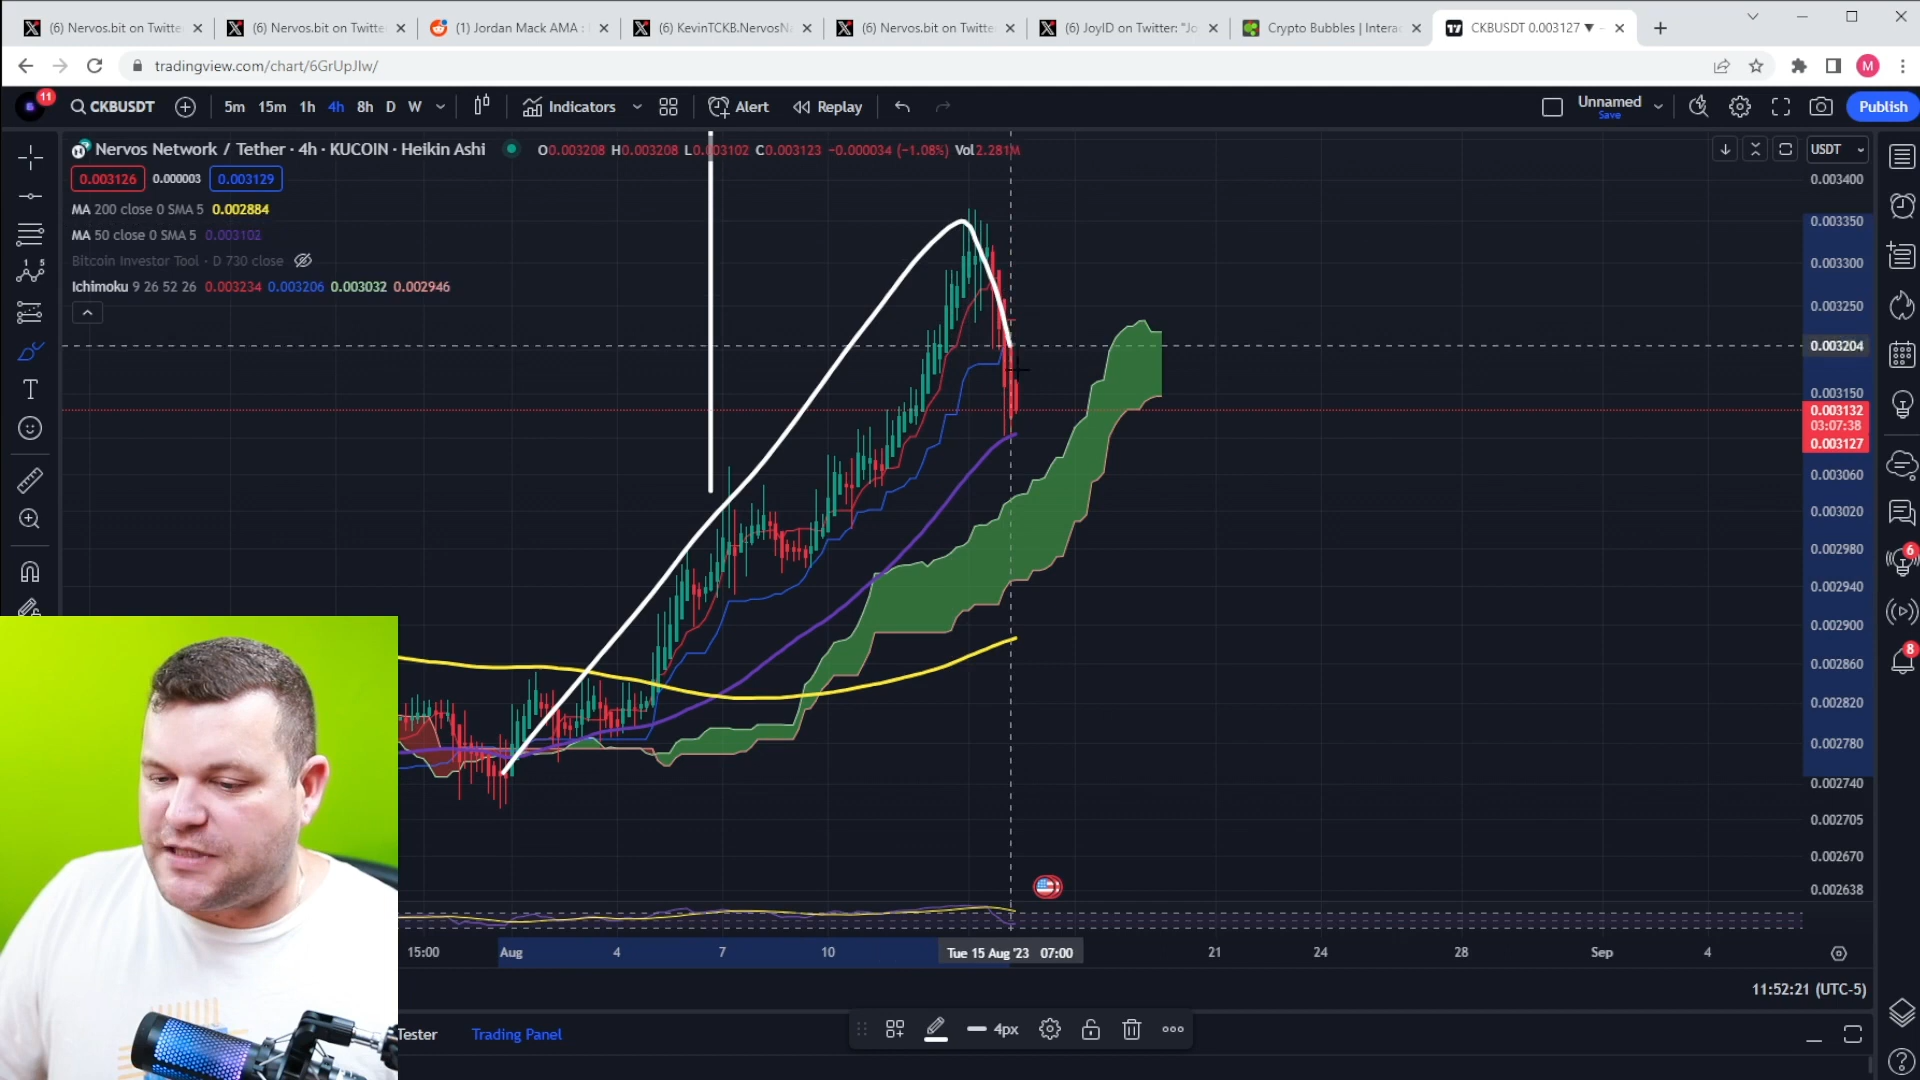 (6) Nervos.bit on Twitte
(6) Nervos.bit on Twitte
(1) Jordan Mack AMA :
(6) KevinTCKB.NervosN
(6) Nervos.bit on Twitte
(6) JoyID on Twitter: "Jo
Crypto Bubbles | Intera
CKBUSDT 0.003127 ▼
tradingview.com/chart/6GrUpJIw/
M
11
CKBUSDT
5m 15m 1h 4h 8h D W
Indicators
Alert
Replay
Unnamed
Save
Publish
Nervos Network / Tether · 4h · KUCOIN · Heikin Ashi
O0.003208 H0.003208 L0.003102 C0.003123 -0.000034 (-1.08%) Vol2.281M
USDT
0.003126 0.000003 0.003129
MA 200 close 0 SMA 5 0.002884
MA 50 close 0 SMA 5 0.003102
Bitcoin Investor Tool · D 730 close
Ichimoku 9 26 52 26 0.003234 0.003206 0.003032 0.002946
0.003400
0.003350
0.003300
0.003250
0.003204
0.003150
0.003132
03:07:38
0.003127
0.003060
0.003020
0.002980
0.002940
0.002900
0.002860
0.002820
0.002780
0.002740
0.002705
0.002670
0.002638
6
8
15:00 Aug 4 7 10 Tue 15 Aug '23 07:00 21 24 28 Sep 4
11:52:21 (UTC-5)
Tester
Trading Panel
4px